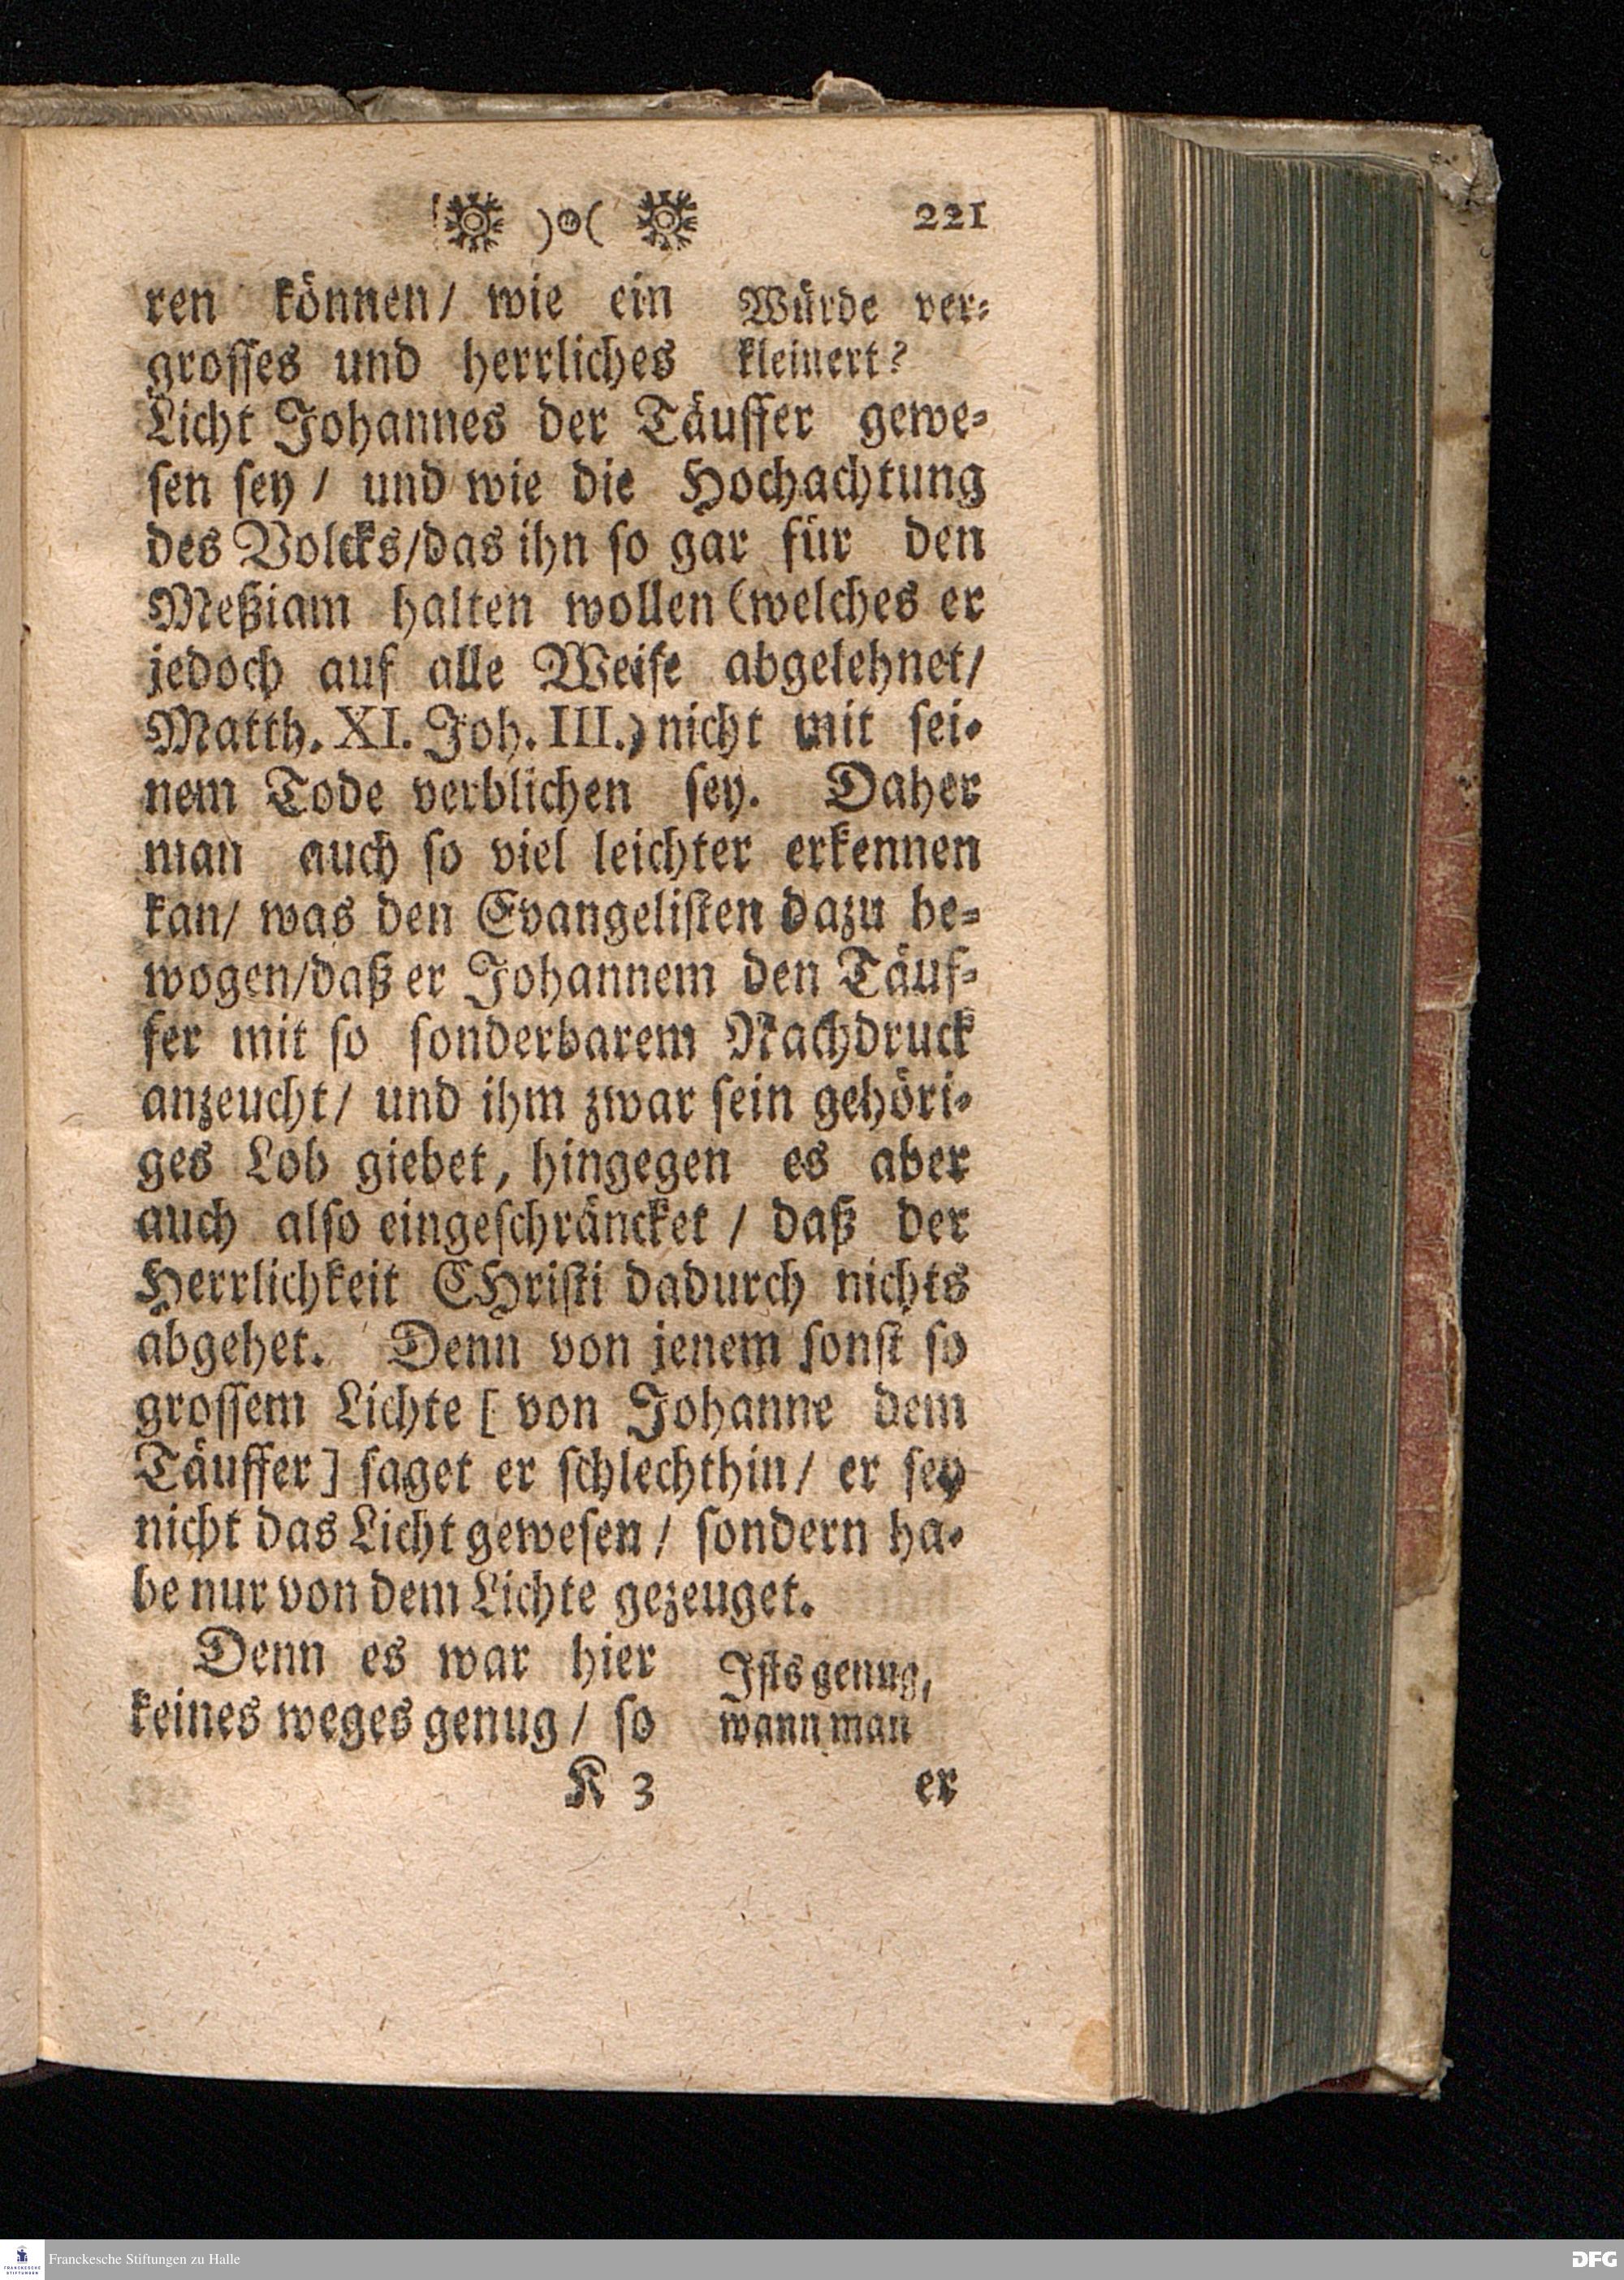 )o( 221
ren können/ wie ein
grosses und herrliches
Würde ver-
kleinert?
Licht Johannes der Täuffer gewe-
sen sey/ und wie die Hochachtung
des Volcks/das ihn so gar für den
Meßiam halten wollen (welches er
jedoch auf alle Weise abgelehnet/
Matth. XI. Joh. III.) nicht mit sei-
nem Tode verblichen sey. Daher
man auch so viel leichter erkennen
kan/ was den Evangelisten dazu be-
wogen/daß er Johannem den Täuf-
fer mit so sonderbarem Nachdruck
anzeucht/ und ihm zwar sein gehöri-
ges Lob giebet, hingegen es aber
auch also eingeschräncket / daß der
Herrlichkeit CHristi dadurch nichts
abgehet. Denn von jenem sonst so
grossem Lichte [ von Johanne dem
Täuffer] saget er schlechthin/ er sey
nicht das Licht gewesen / sondern ha-
be nur von dem Lichte gezeuget.
Denn es war hier
keines weges genug / so
Ists genug,
wann man
K 3 er
Franckesche Stiftungen zu Halle
DFG